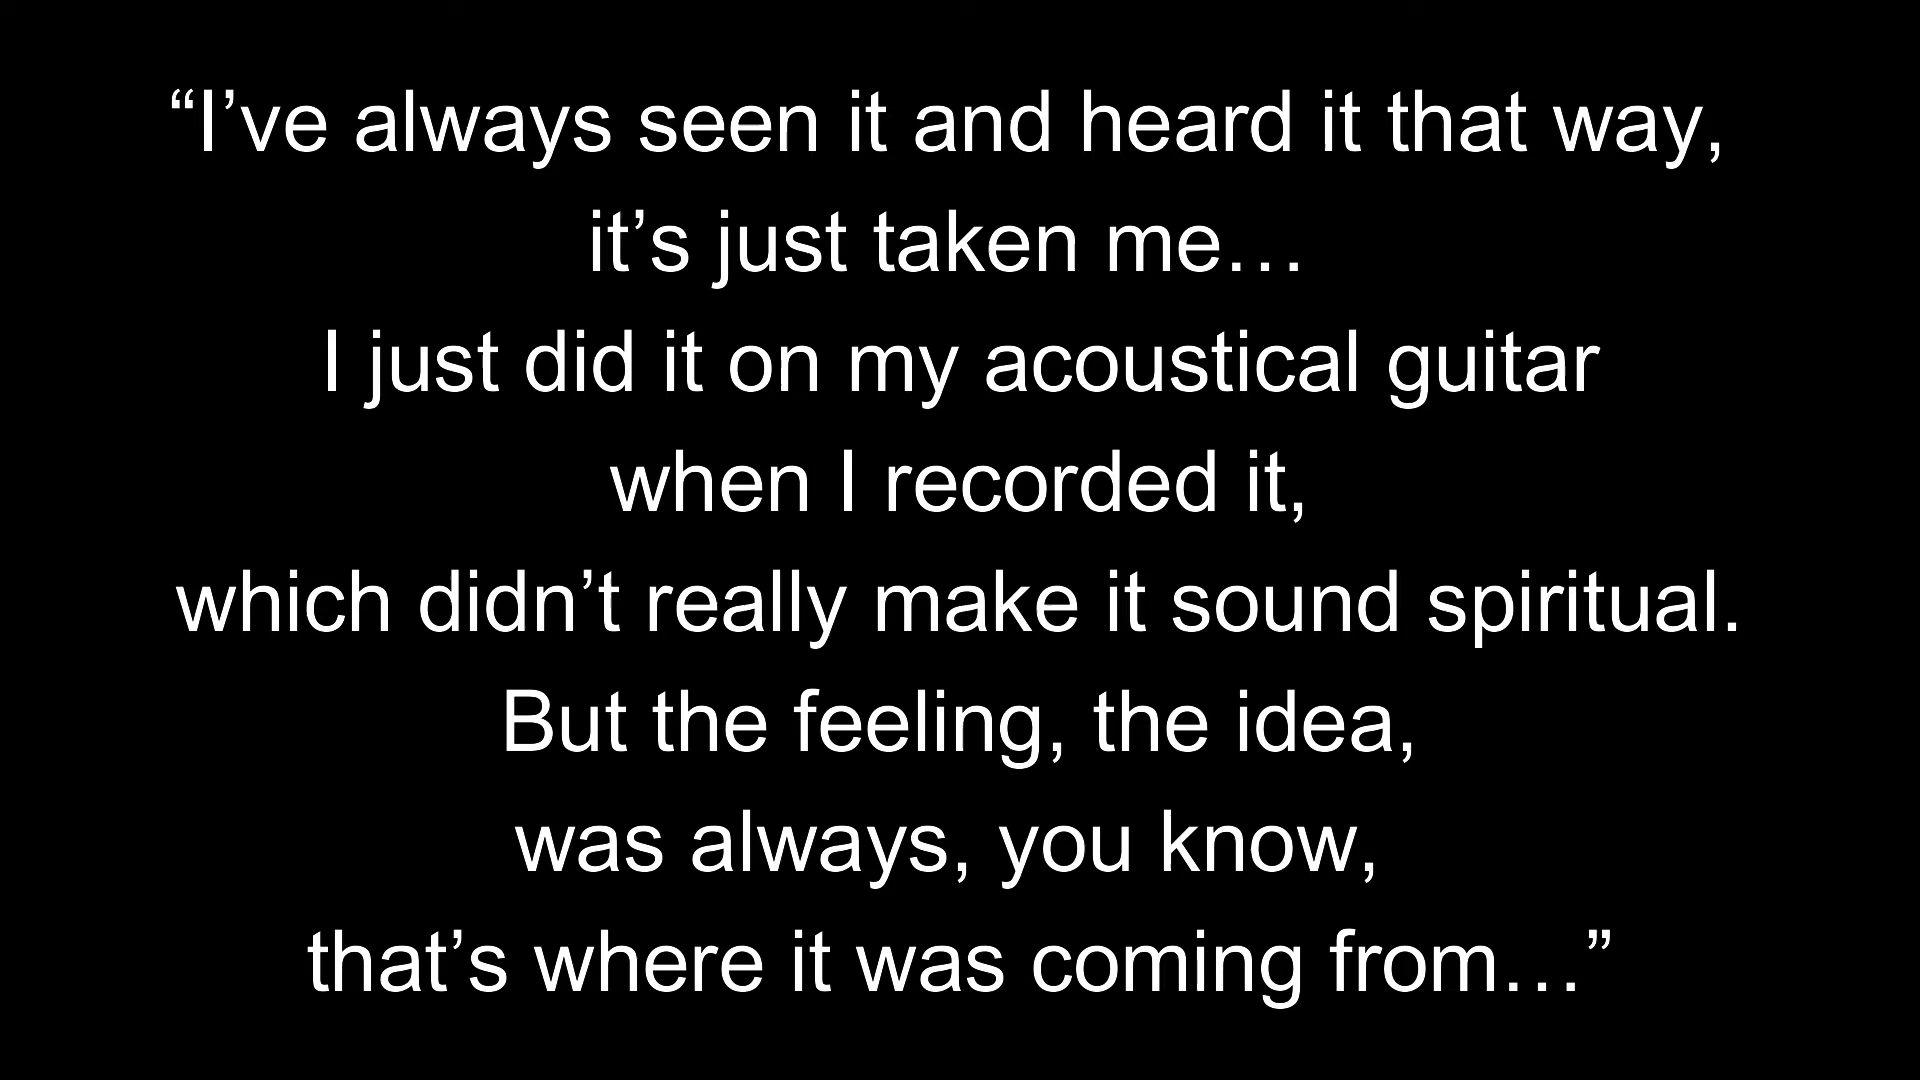 “I’ve always seen it and heard it that way,
it’s just taken me…
I just did it on my acoustical guitar
when I recorded it,
which didn’t really make it sound spiritual.
But the feeling, the idea,
was always, you know,
that’s where it was coming from…”